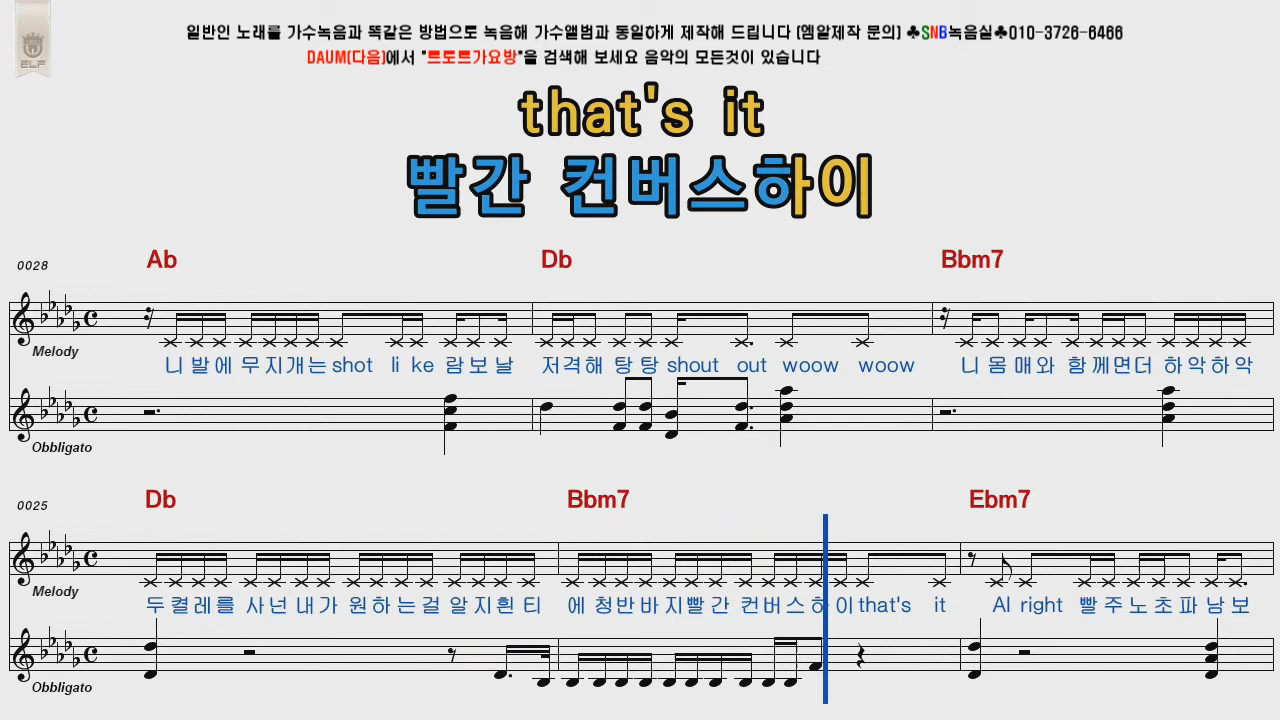 일반인 노래를 가수녹음과 똑같은 방법으로 녹음해 가수앨범과 동일하게 제작해 드립니다 [엠알제작 문의] ♣SNB녹음실♣010-3726-6466
DAUM[다음]에서 "트토트가요방"을 검색해 보세요 음악의 모든것이 있습니다
ELF
that's it
빨간 컨버스하이
0028 Ab Db Bbm7
Melody
니 발에 무지개는 shot li ke 람보날 저격해 탕 탕 shout out woow woow 니 몸매와 함께면더 하악하악
Obbligato
0025 Db Bbm7 Ebm7
Melody
두켤레를 사넌내가 원하는걸 알지흰 티 에 청반바지빨간 컨버스하이that's it Al right 빨주노초파남보
Obbligato